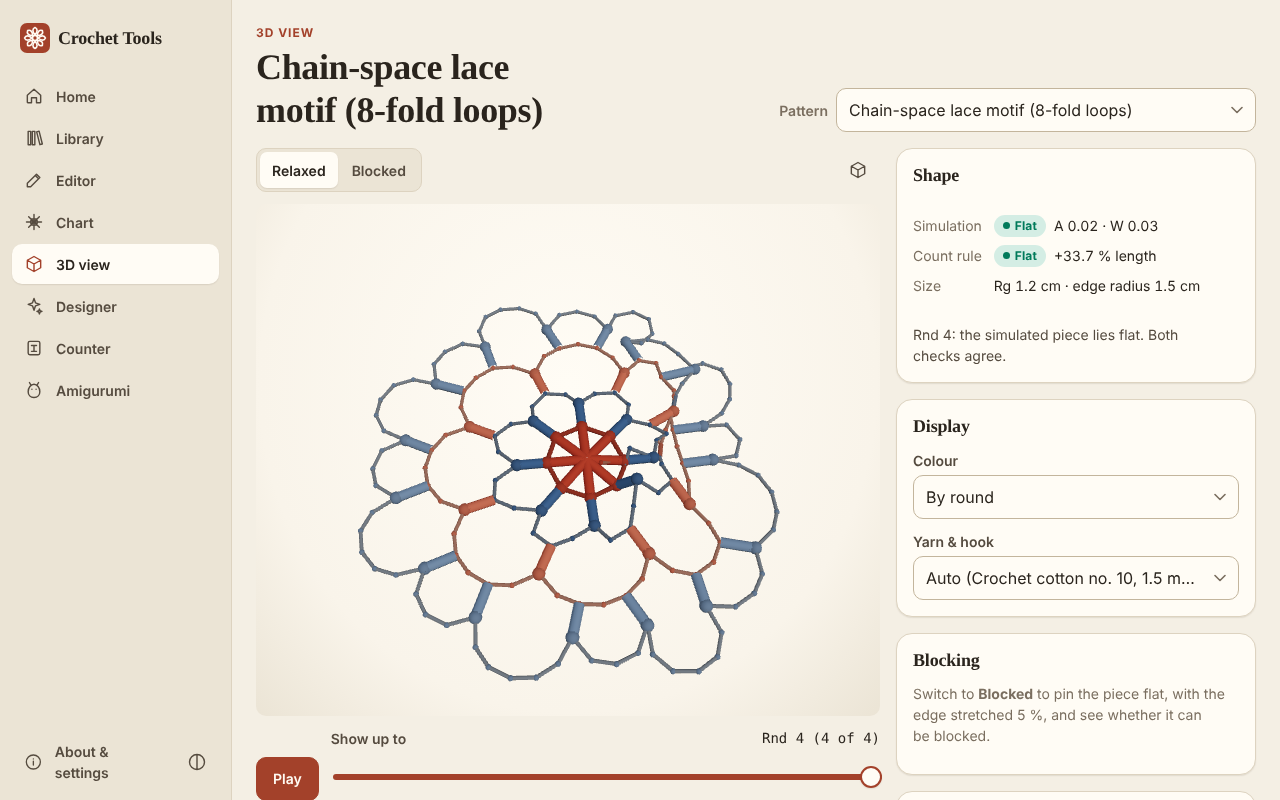 Crochet Tools
Home
Library
Editor
Chart
3D view
Designer
Counter
Amigurumi
About &
settings
3D VIEW
Chain-space lace
motif (8-fold loops)
Pattern
Chain-space lace motif (8-fold loops)
Relaxed
Blocked
Show up to
Rnd 4 (4 of 4)
Play
Shape
Simulation Flat A 0.02 · W 0.03
Count rule Flat +33.7 % length
Size Rg 1.2 cm · edge radius 1.5 cm
Rnd 4: the simulated piece lies flat. Both
checks agree.
Display
Colour
By round
Yarn & hook
Auto (Crochet cotton no. 10, 1.5 m...
Blocking
Switch to Blocked to pin the piece flat, with the
edge stretched 5 %, and see whether it can
be blocked.